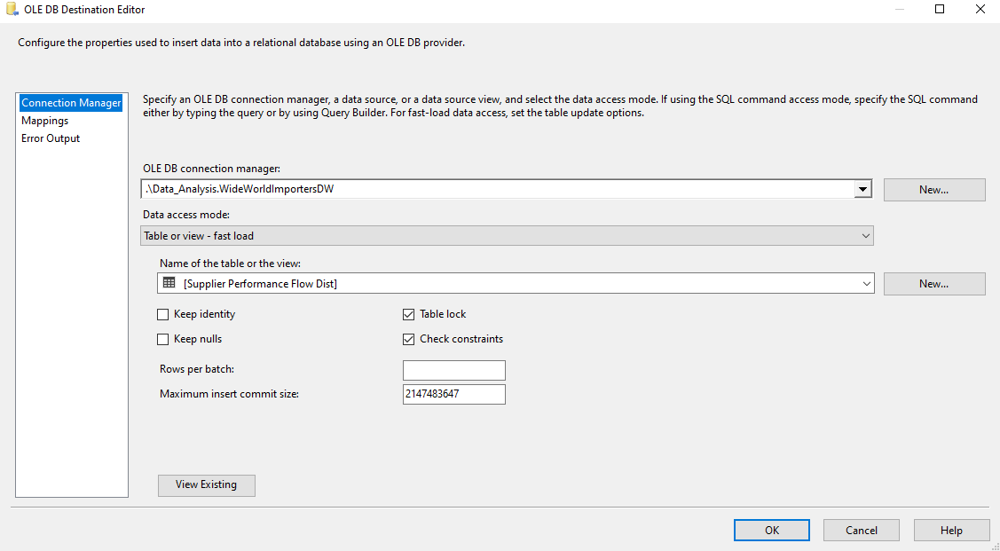 OLE DB Destination Editor
Configure the properties used to insert data into a relational database using an OLE DB provider.
Connection Manager
Mappings
Error Output
Specify an OLE DB connection manager, a data source, or a data source view, and select the data access mode. If using the SQL command access mode, specify the SQL command
either by typing the query or by using Query Builder. For fast-load data access, set the table update options.
OLE DB connection manager:
.\Data_Analysis.WideWorldImportersDW
New...
Data access mode:
Table or view - fast load
Name of the table or the view:
[Supplier Performance Flow Dist]
New...
Keep identity
Table lock
Keep nulls
Check constraints
Rows per batch:
Maximum insert commit size:
2147483647
View Existing
OK
Cancel
Help